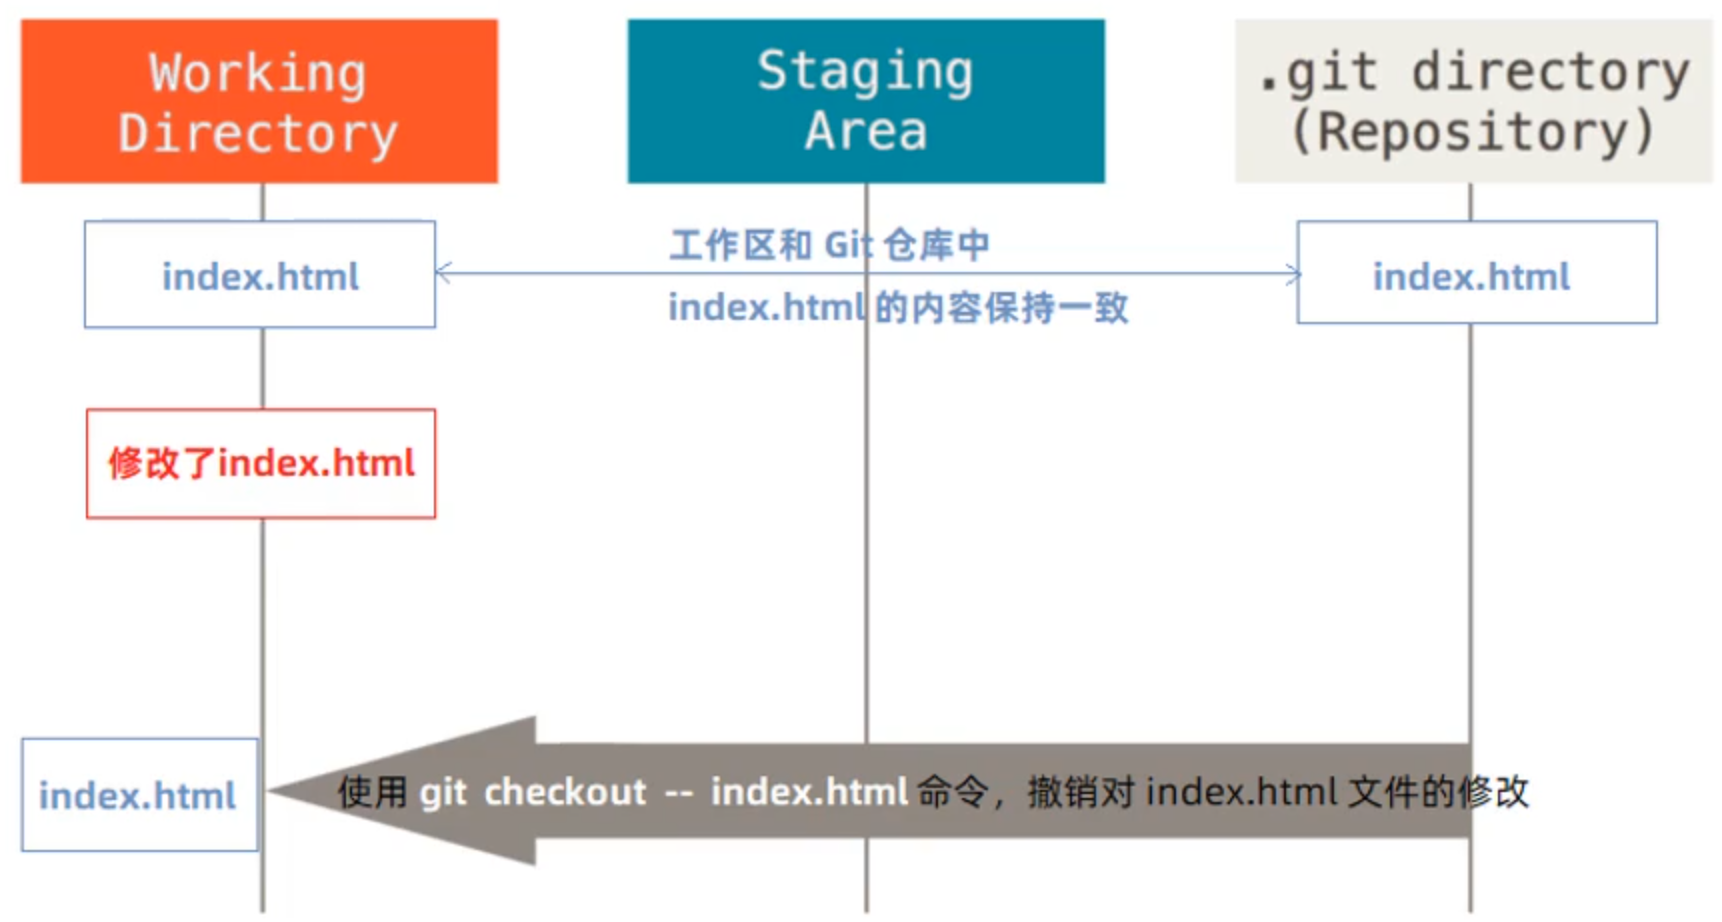 Working
Directory
Staging
Area
.git directory
(Repository)
index.html
工作区和 Git 仓库中
index.html 的内容保持一致
index.html
修改了index.html
index.html
使用 git checkout -- index.html 命令，撤销对 index.html 文件的修改